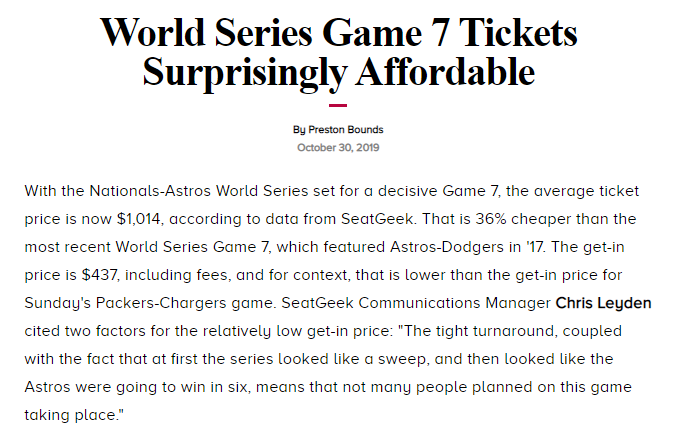 World Series Game 7 Tickets
Surprisingly Affordable
By Preston Bounds
October 30, 2019
With the Nationals-Astros World Series set for a decisive Game 7, the average ticket
price is now $1,014, according to data from SeatGeek. That is 36% cheaper than the
most recent World Series Game 7, which featured Astros-Dodgers in '17. The get-in
price is $437, including fees, and for context, that is lower than the get-in price for
Sunday's Packers-Chargers game. SeatGeek Communications Manager Chris Leyden
cited two factors for the relatively low get-in price: "The tight turnaround, coupled
with the fact that at first the series looked like a sweep, and then looked like the
Astros were going to win in six, means that not many people planned on this game
taking place."